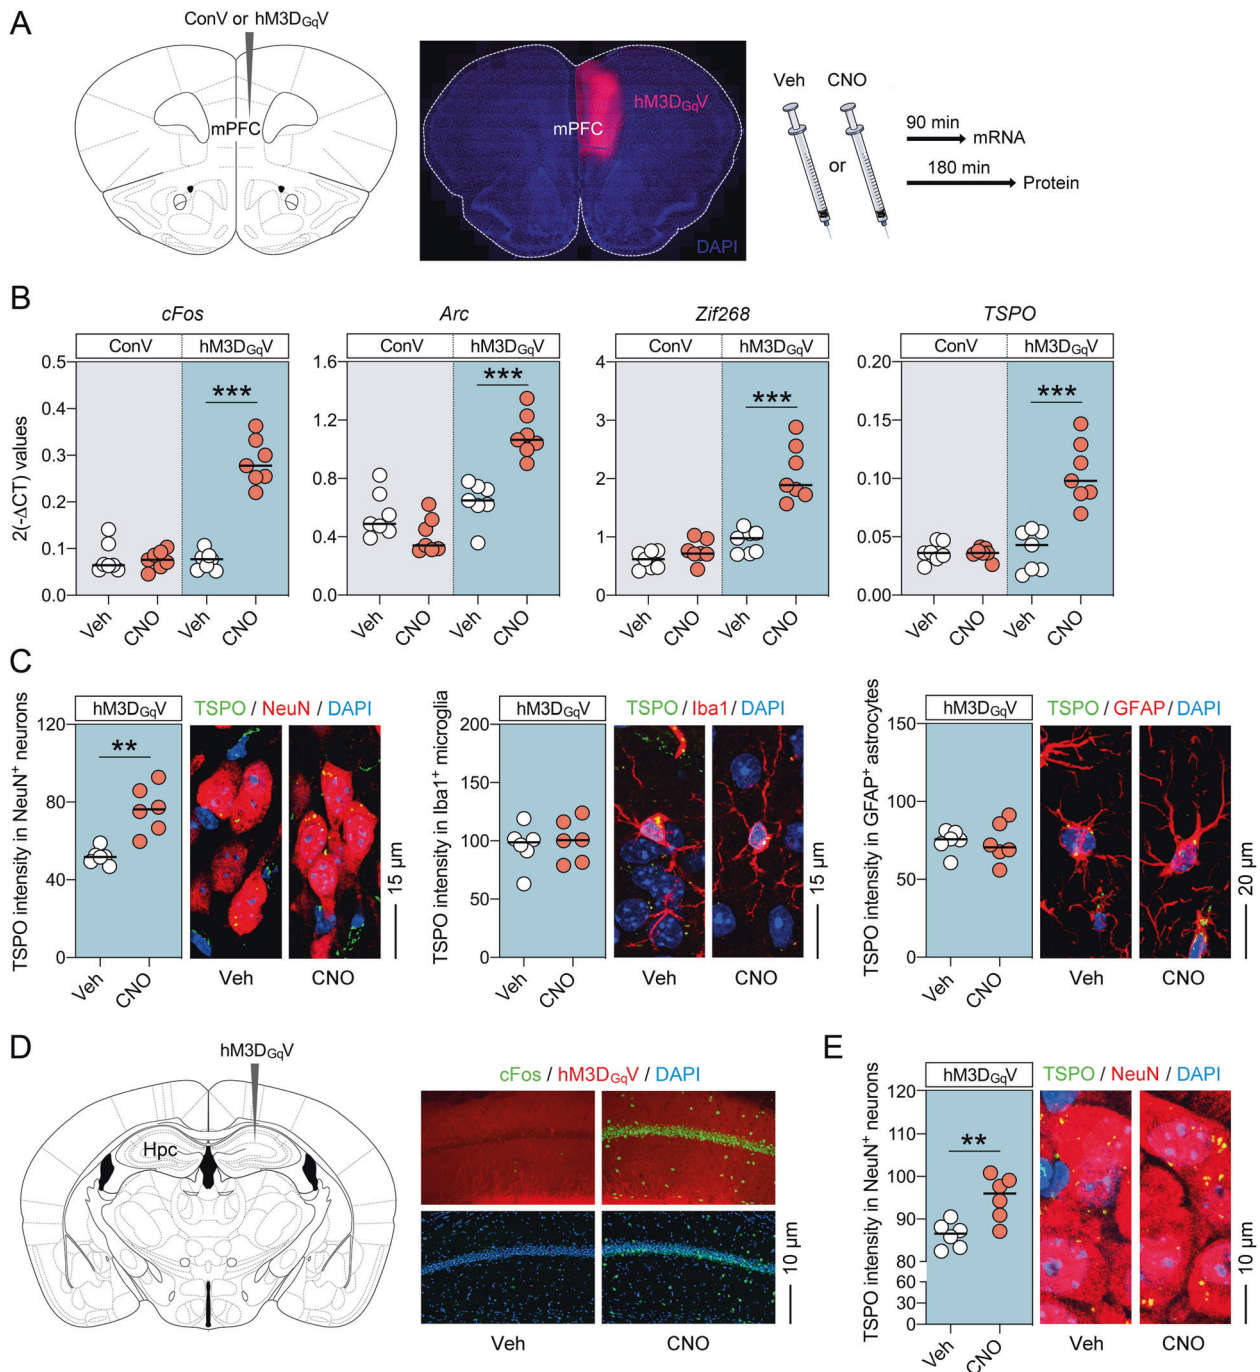 A
ConV or hM3DGqV
mPFC
hM3DGqV
mPFC
DAPI
Veh
CNO
or
90 min
mRNA
180 min
Protein
B
cFos
Arc
Zif268
TSPO
ConV
hM3DGqV
ConV
hM3DGqV
ConV
hM3DGqV
ConV
hM3DGqV
2(-ΔCT) values
0.5
0.4
0.3
0.2
0.1
0.0
***
Veh
CNO
Veh
CNO
1.6
1.2
0.8
0.4
0.0
***
Veh
CNO
Veh
CNO
4
3
2
1
0
***
Veh
CNO
Veh
CNO
0.20
0.15
0.10
0.05
0.00
***
Veh
CNO
Veh
CNO
C
TSPO intensity in NeuN+ neurons
hM3DGqV
120
80
40
0
**
Veh
CNO
TSPO / NeuN / DAPI
Veh
CNO
15 μm
TSPO intensity in Iba1+ microglia
hM3DGqV
200
150
100
50
0
Veh
CNO
TSPO / Iba1 / DAPI
Veh
CNO
15 μm
TSPO intensity in GFAP+ astrocytes
hM3DGqV
150
100
50
0
Veh
CNO
TSPO / GFAP / DAPI
Veh
CNO
20 μm
D
hM3DGqV
Hpc
cFos / hM3DGqV / DAPI
Veh
CNO
10 μm
E
TSPO intensity in NeuN+ neurons
hM3DGqV
120
110
100
90
80
60
30
0
**
Veh
CNO
TSPO / NeuN / DAPI
Veh
CNO
10 μm